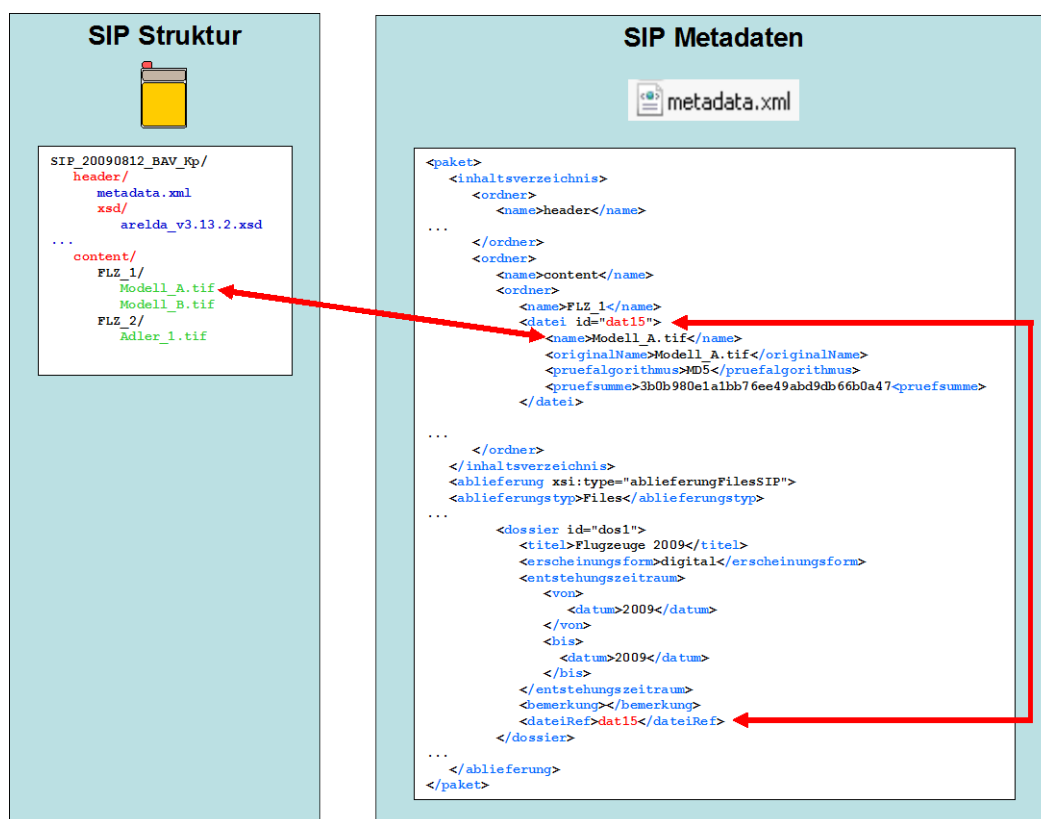 SIP Struktur
SIP_20090812_BAV_Kp/
header/
metadata.xml
xsd/
arelda_v3.13.2.xsd
...
content/
FLZ_1/
Modell_A.tif
Modell_B.tif
FLZ_2/
Adler_1.tif
SIP Metadaten
metadata.xml
<paket>
<inhaltsverzeichnis>
<ordner>
<name>header</name>
...
</ordner>
<ordner>
<name>content</name>
<ordner>
<name>FLZ_1</name>
<datei id="dat15">
<name>Modell_A.tif</name>
<originalName>Modell_A.tif</originalName>
<pruefalgorithmus>MD5</pruefalgorithmus>
<pruefsumme>3b0b980e1a1bb76ee49abd9db66b0a47<pruefsumme>
</datei>
...
</ordner>
</inhaltsverzeichnis>
<ablieferung xsi:type="ablieferungFilesSIP">
<ablieferungstyp>Files</ablieferungstyp>
...
<dossier id="dos1">
<titel>Flugzeuge 2009</titel>
<erscheinungsform>digital</erscheinungsform>
<entstehungszeitraum>
<von>
<datum>2009</datum>
</von>
<bis>
<datum>2009</datum>
</bis>
</entstehungszeitraum>
<bemerkung></bemerkung>
<dateiRef>dat15</dateiRef>
</dossier>
...
</ablieferung>
</paket>